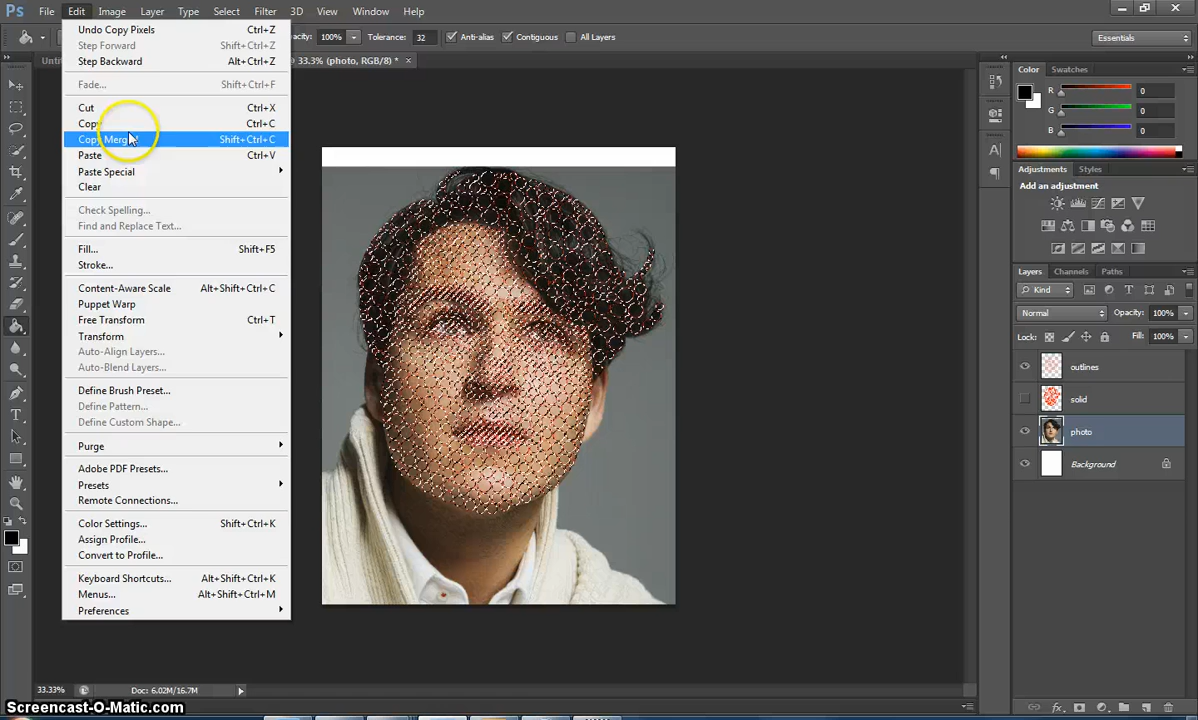 Ps File Edit Image Layer Type Select Filter 3D View Window Help
Opacity: 100% Tolerance: 32 Anti-alias Contiguous All Layers Essentials
@ 33.3% (photo, RGB/8) * ×
Undo Copy Pixels Ctrl+Z
Step Forward Shift+Ctrl+Z
Step Backward Alt+Ctrl+Z
Fade... Shift+Ctrl+F
Cut Ctrl+X
Copy Ctrl+C
Copy Merged Shift+Ctrl+C
Paste Ctrl+V
Paste Special
Clear
Check Spelling...
Find and Replace Text...
Fill... Shift+F5
Stroke...
Content-Aware Scale Alt+Shift+Ctrl+C
Puppet Warp
Free Transform Ctrl+T
Transform
Auto-Align Layers...
Auto-Blend Layers...
Define Brush Preset...
Define Pattern...
Define Custom Shape...
Purge
Adobe PDF Presets...
Presets
Remote Connections...
Color Settings... Shift+Ctrl+K
Assign Profile...
Convert to Profile...
Keyboard Shortcuts... Alt+Shift+Ctrl+K
Menus... Alt+Shift+Ctrl+M
Preferences
Color Swatches
R 0
G 0
B 0
Adjustments Styles
Add an adjustment
Layers Channels Paths
Kind
Normal Opacity: 100%
Lock: Fill: 100%
outlines
solid
photo
Background
33.33% Doc: 6.02M/16.7M
Screencast-O-Matic.com